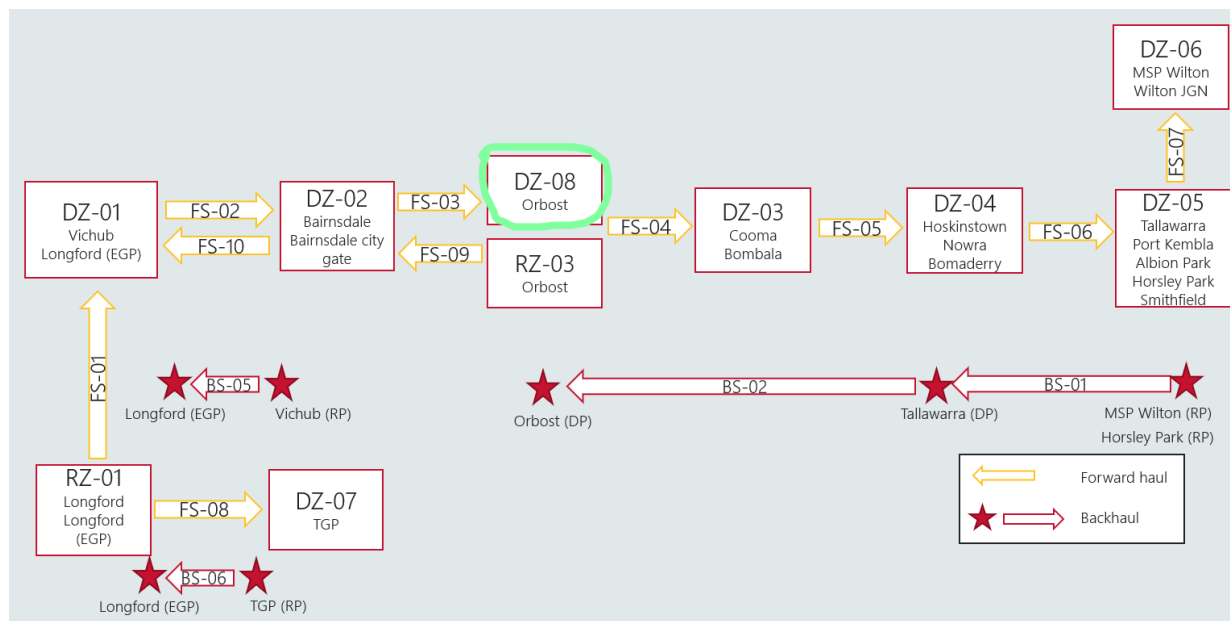 DZ-06
MSP Wilton
Wilton JGN
FS-07
DZ-01
Vichub
Longford (EGP)
FS-02
FS-10
DZ-02
Bairnsdale
Bairnsdale city
gate
FS-03
FS-09
DZ-08
Orbost
RZ-03
Orbost
FS-04
DZ-03
Cooma
Bombala
FS-05
DZ-04
Hoskinstown
Nowra
Bomaderry
FS-06
DZ-05
Tallawarra
Port Kembla
Albion Park
Horsley Park
Smithfield
FS-01
BS-05
Longford (EGP)
Vichub (RP)
BS-02
BS-01
Orbost (DP)
Tallawarra (DP)
MSP Wilton (RP)
Horsley Park (RP)
RZ-01
Longford
Longford
(EGP)
FS-08
DZ-07
TGP
BS-06
Longford (EGP)
TGP (RP)
Forward haul
Backhaul